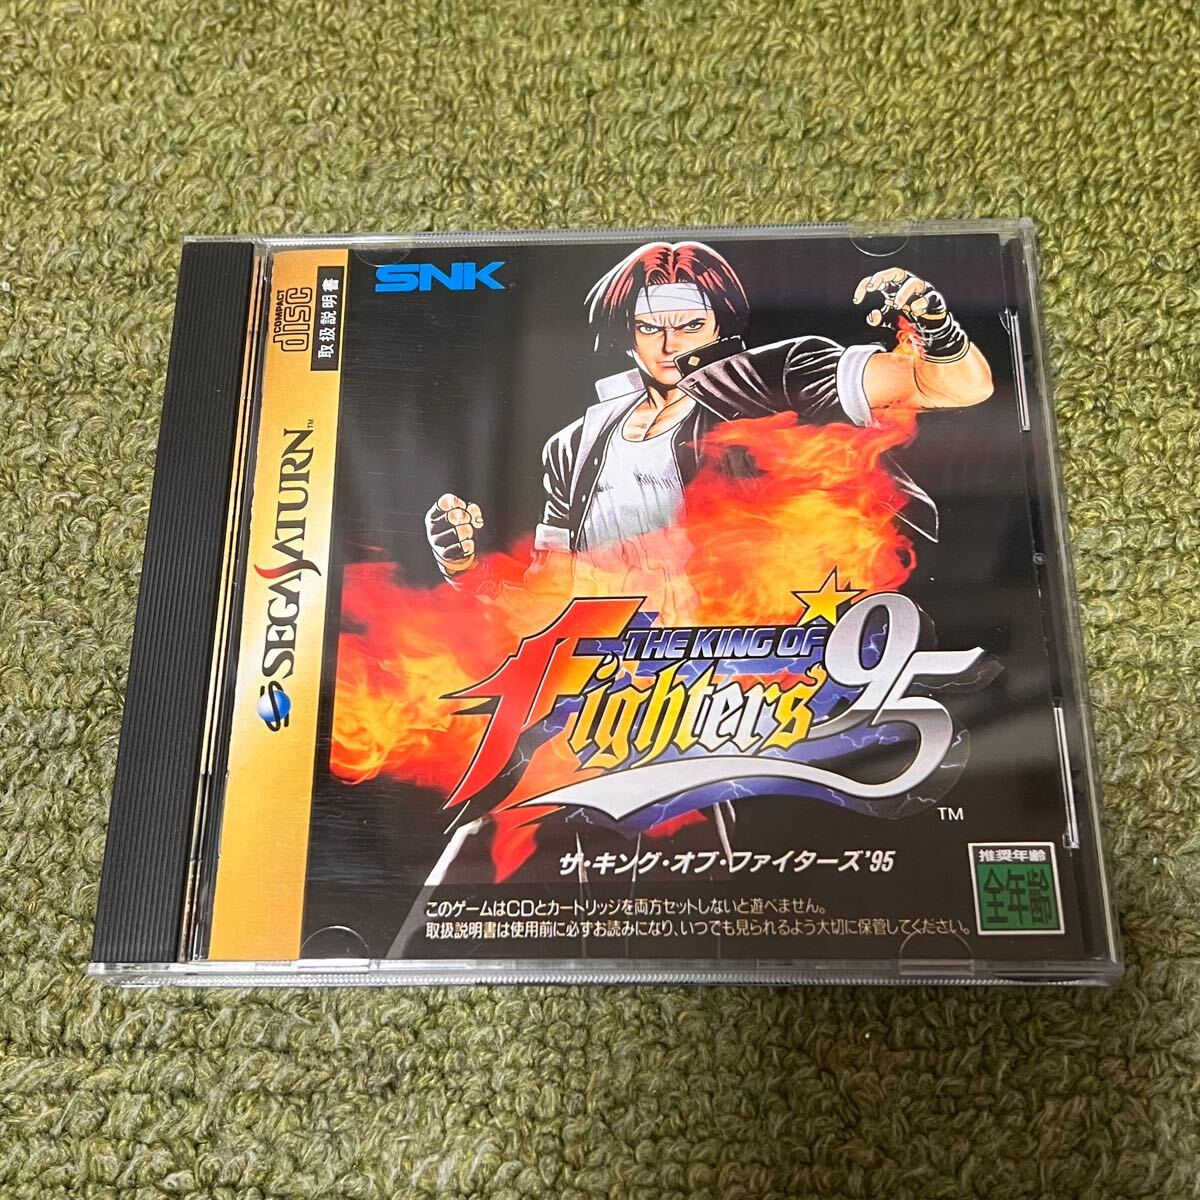 SNK
COMPACT
disc
取扱説明書
SEGA SATURN™
THE KING OF
Fighters '95
TM
ザ・キング・オブ・ファイターズ'95
このゲームはCDとカートリッジを両方セットしないと遊べません。
取扱説明書は使用前に必ずお読みになり、いつでも見られるよう大切に保管してください。
推奨年齢
全年齢